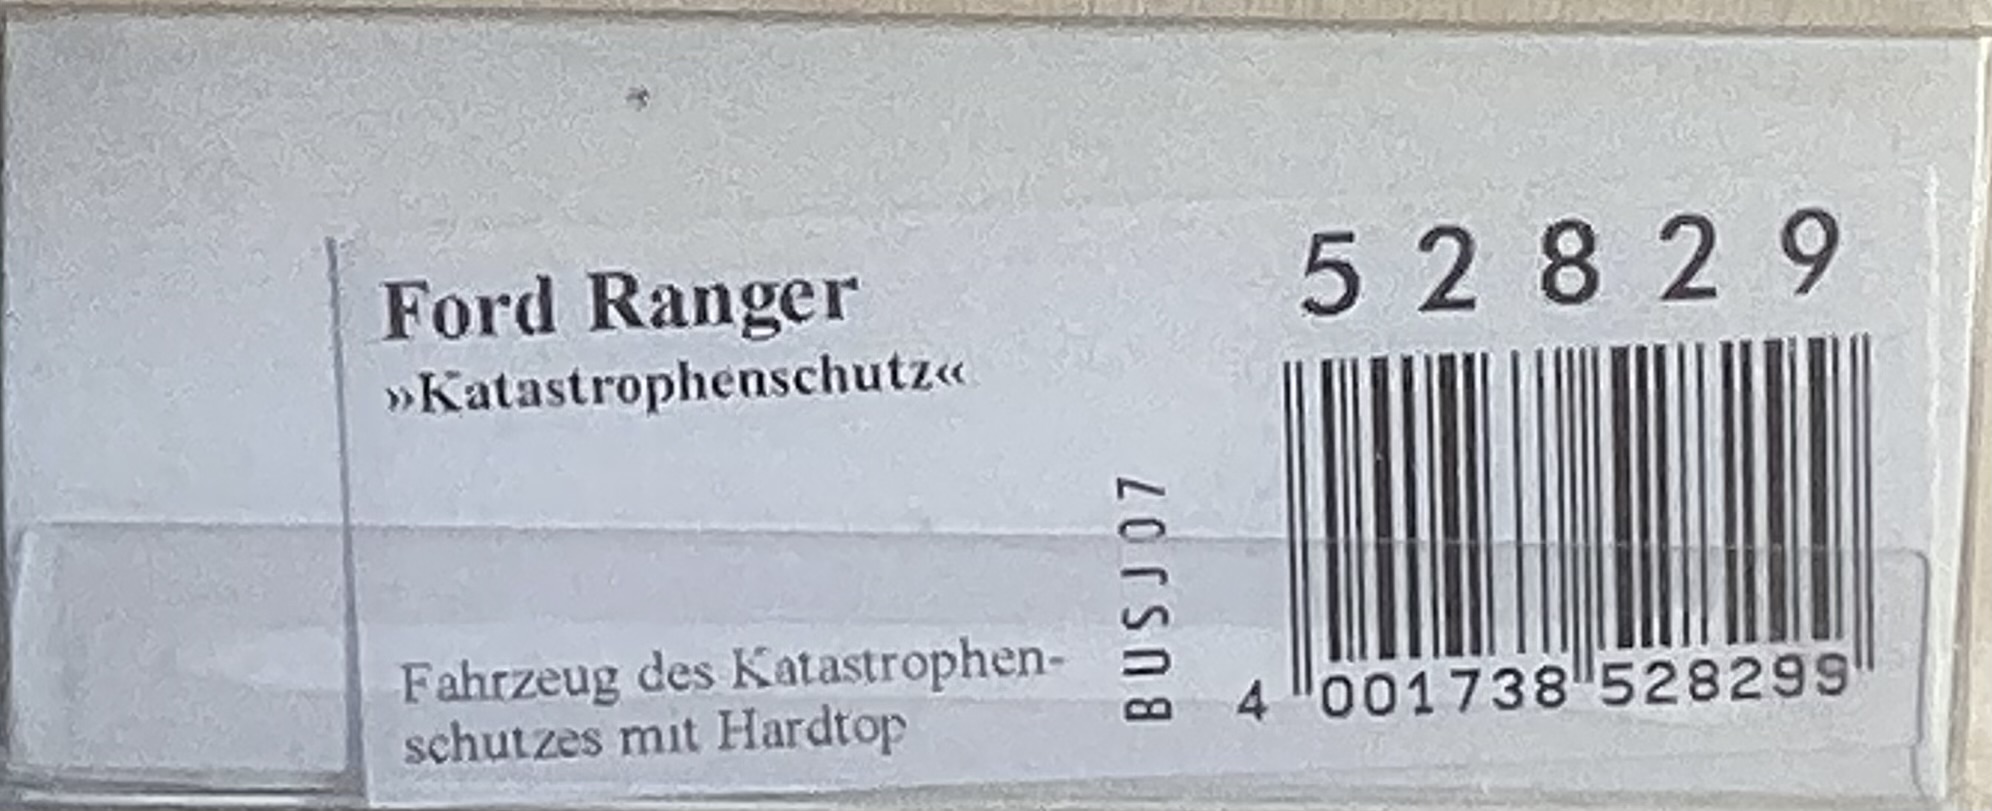 Ford Ranger
»Katastrophenschutz«
Fahrzeug des Katastrophen-
schutzes mit Hardtop
BUSJ07
52829
4 001738 528299